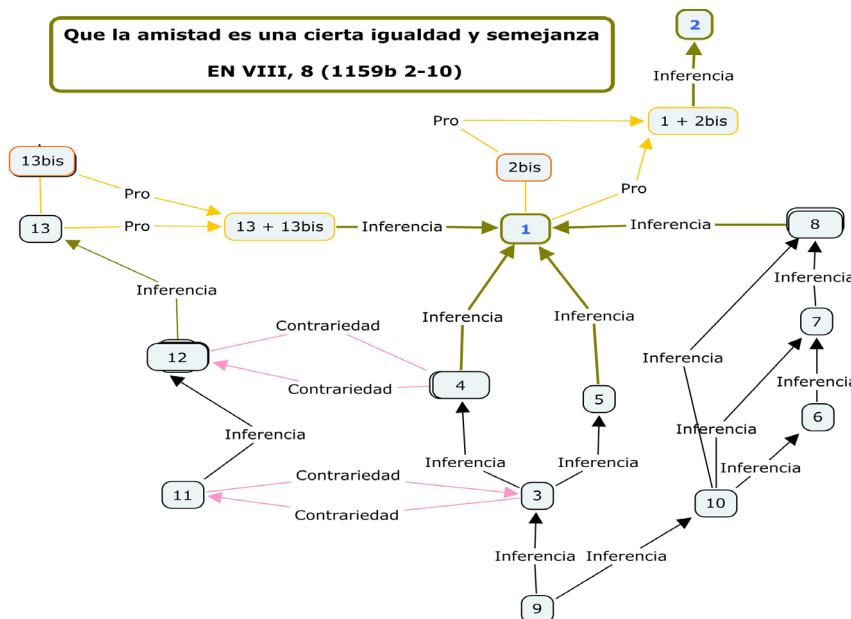 Que la amistad es una cierta igualdad y semejanza
EN VIII, 8 (1159b 2-10)
2
Inferencia
Pro
1 + 2bis
13bis
2bis
Pro
Pro
13
Pro
13 + 13bis
Inferencia
1
Inferencia
8
Inferencia
Inferencia
Contrariedad
Inferencia
Inferencia
7
12
Inferencia
4
Contrariedad
Inferencia
5
6
Inferencia
Inferencia
Inferencia
Inferencia
Inferencia
Contrariedad
11
3
10
Contrariedad
Inferencia
Inferencia
9